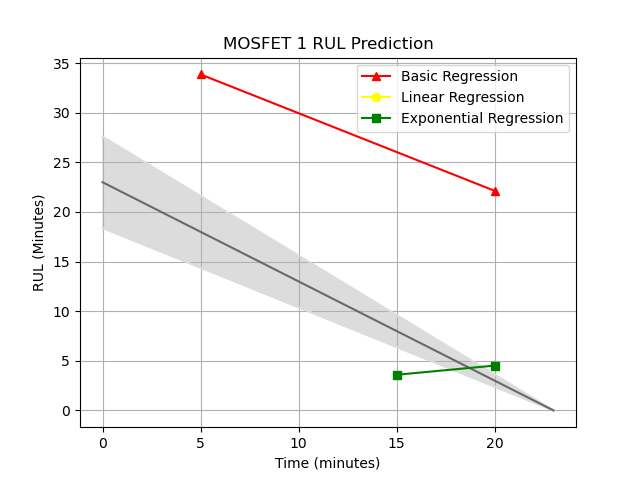 MOSFET 1 RUL Prediction
Basic Regression
Linear Regression
Exponential Regression
35
30
25
20
15
10
5
0
RUL (Minutes)
0 5 10 15 20
Time (minutes)